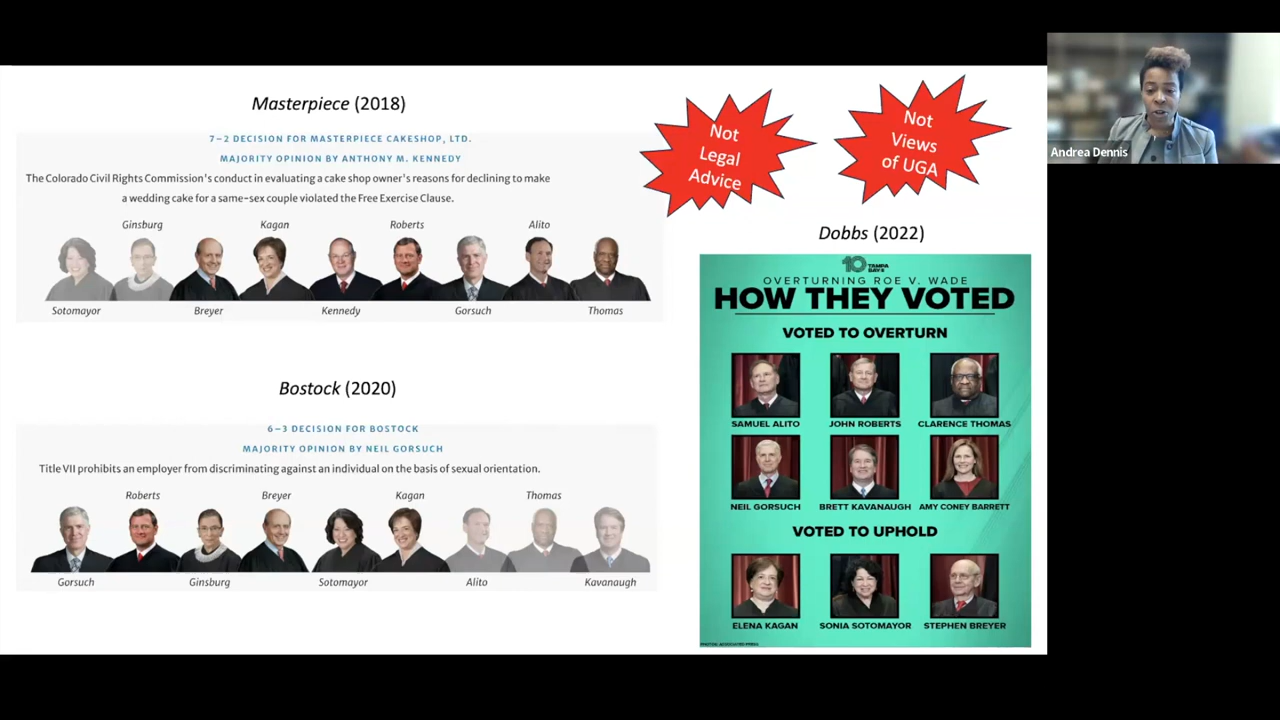 Masterpiece (2018)
7–2 DECISION FOR MASTERPIECE CAKESHOP, LTD.
MAJORITY OPINION BY ANTHONY M. KENNEDY
The Colorado Civil Rights Commission's conduct in evaluating a cake shop owner's reasons for declining to make
a wedding cake for a same-sex couple violated the Free Exercise Clause.
Ginsburg Kagan Roberts Alito
Sotomayor Breyer Kennedy Gorsuch Thomas
Bostock (2020)
6–3 DECISION FOR BOSTOCK
MAJORITY OPINION BY NEIL GORSUCH
Title VII prohibits an employer from discriminating against an individual on the basis of sexual orientation.
Roberts Breyer Kagan Thomas
Gorsuch Ginsburg Sotomayor Alito Kavanaugh
Not
Legal
Advice
Not
Views
of UGA
Dobbs (2022)
10 TAMPA
BAY
OVERTURNING ROE V. WADE
HOW THEY VOTED
VOTED TO OVERTURN
SAMUEL ALITO JOHN ROBERTS CLARENCE THOMAS
NEIL GORSUCH BRETT KAVANAUGH AMY CONEY BARRETT
VOTED TO UPHOLD
ELENA KAGAN SONIA SOTOMAYOR STEPHEN BREYER
Andrea Dennis